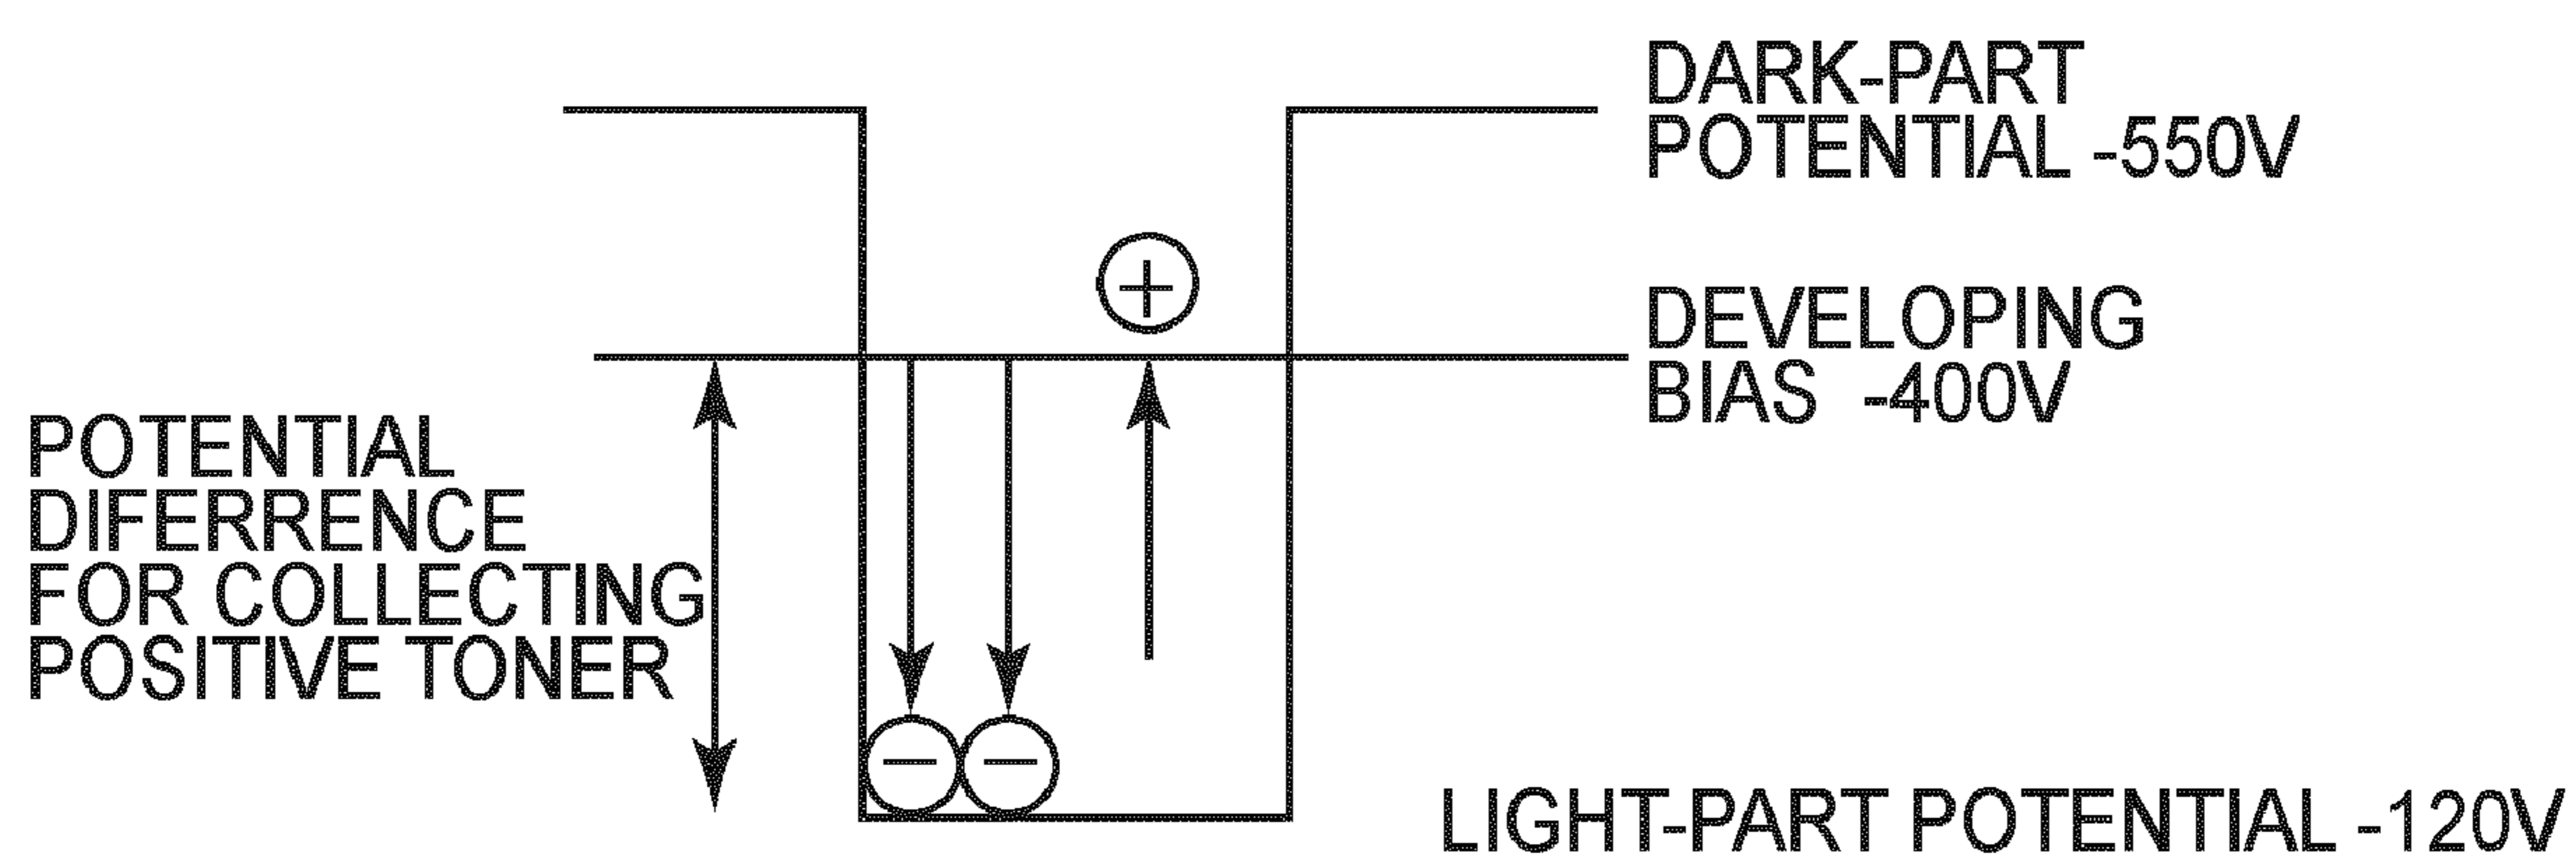 DARK-PART
POTENTIAL -550V
DEVELOPING
BIAS -400V
POTENTIAL
DIFERRENCE
FOR COLLECTING
POSITIVE TONER
LIGHT-PART POTENTIAL -120V